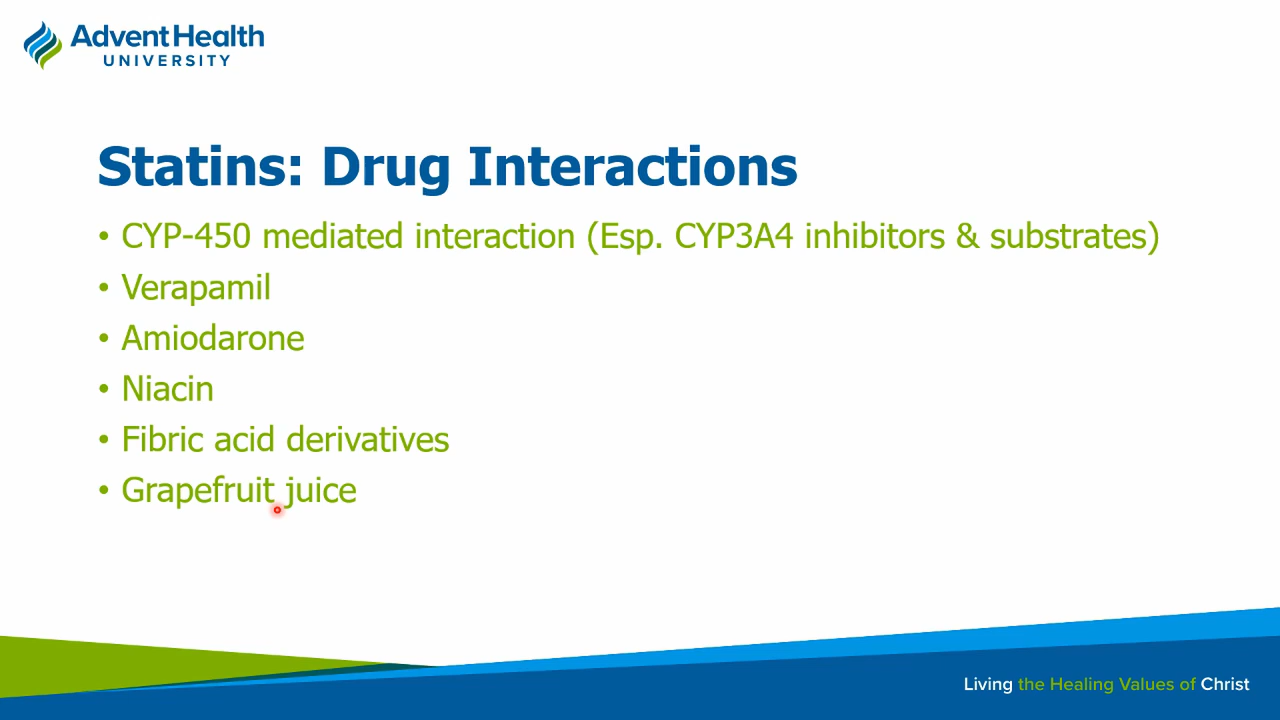 AdventHealth
UNIVERSITY
Statins: Drug Interactions
• CYP-450 mediated interaction (Esp. CYP3A4 inhibitors & substrates)
• Verapamil
• Amiodarone
• Niacin
• Fibric acid derivatives
• Grapefruit juice
Living the Healing Values of Christ